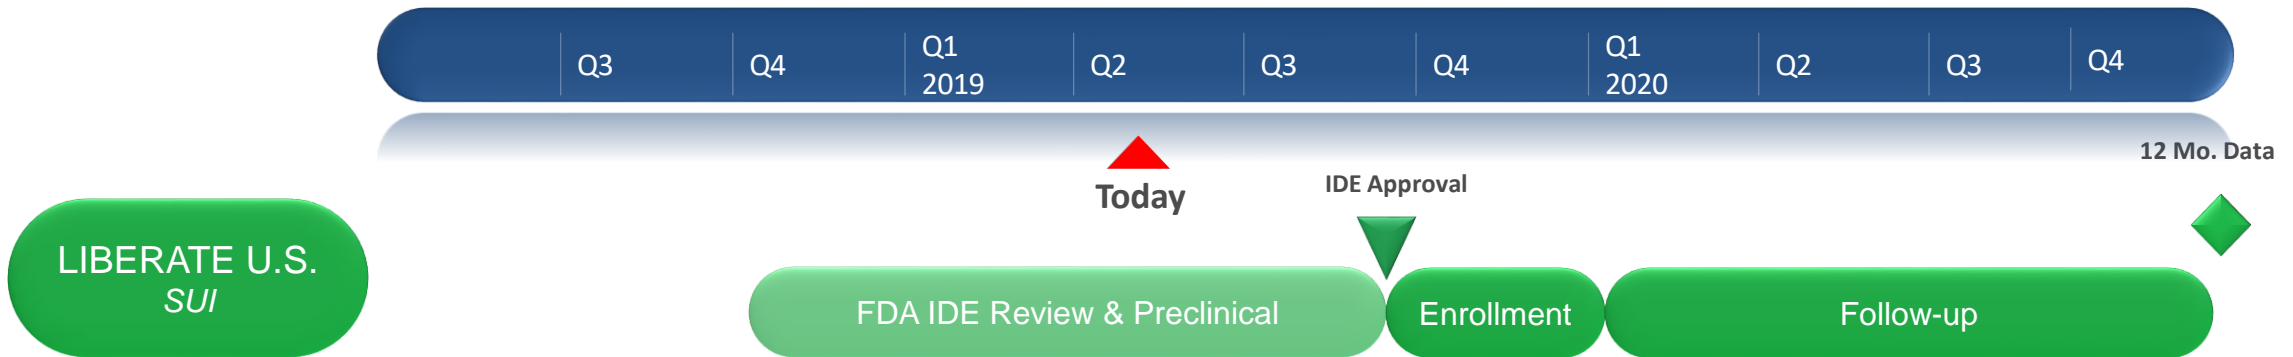 Q3
Q4
Q1
2019
Q2
Q3
Q4
Q1
2020
Q2
Q3
Q4
12 Mo. Data
Today
IDE Approval
LIBERATE U.S.
SUI
FDA IDE Review & Preclinical
Enrollment
Follow-up